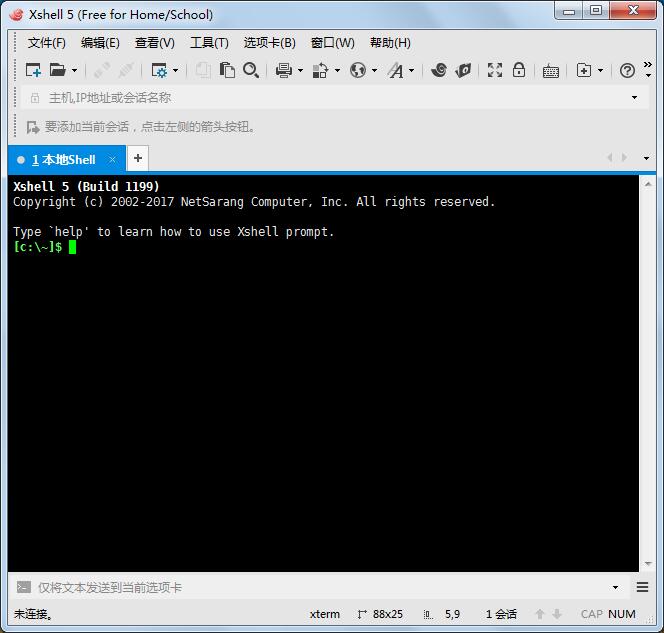 Xshell 5 (Free for Home/School)
文件(F) 编辑(E) 查看(V) 工具(T) 选项卡(B) 窗口(W) 帮助(H)
主机,IP地址或会话名称
要添加当前会话，点击左侧的箭头按钮。
1 本地Shell × +
Xshell 5 (Build 1199)
Copyright (c) 2002-2017 NetSarang Computer, Inc. All rights reserved.
Type `help' to learn how to use Xshell prompt.
[c:\~]$
仅将文本发送到当前选项卡
未连接。 xterm 88x25 5,9 1 会话 CAP NUM